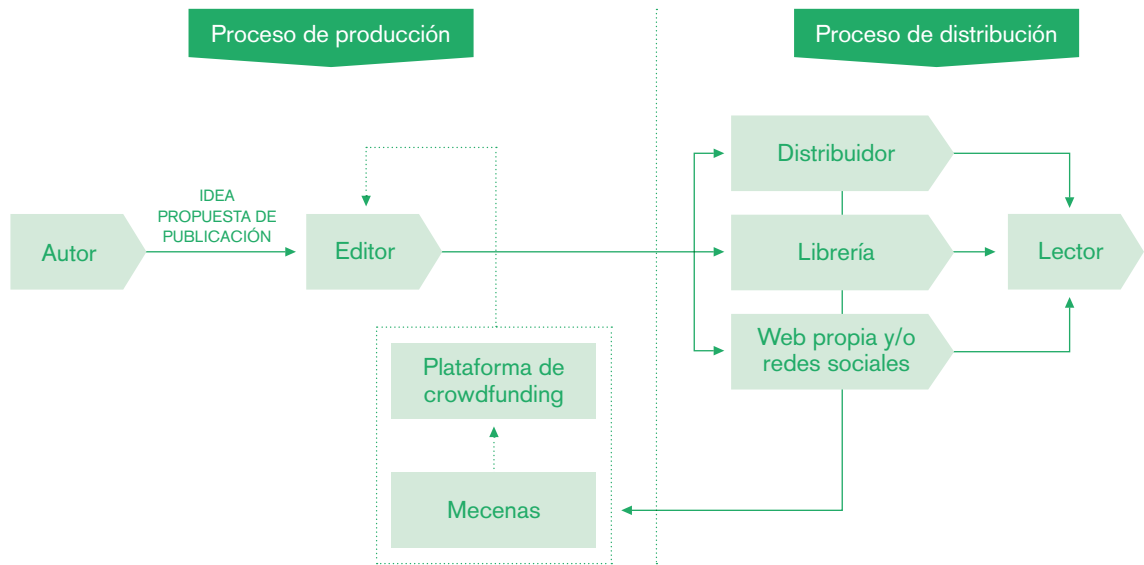 Proceso de producción
Proceso de distribución
Distribuidor
IDEA
PROPUESTA DE
PUBLICACIÓN
Autor
Editor
Librería
Lector
Web propia y/o
redes sociales
Plataforma de
crowdfunding
Mecenas